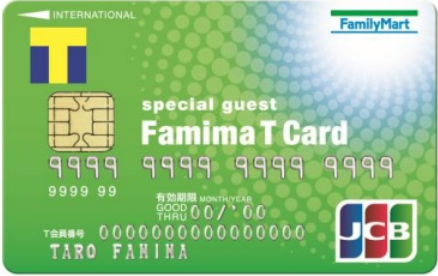 INTERNATIONAL
FamilyMart
T
special guest
Famima T Card
9999 9999 9999 9999
9999 99
有効期限 MONTH/YEAR
GOOD THRU 00/'00
T会員番号 0000000000000000
TARO FAMIMA
JCB